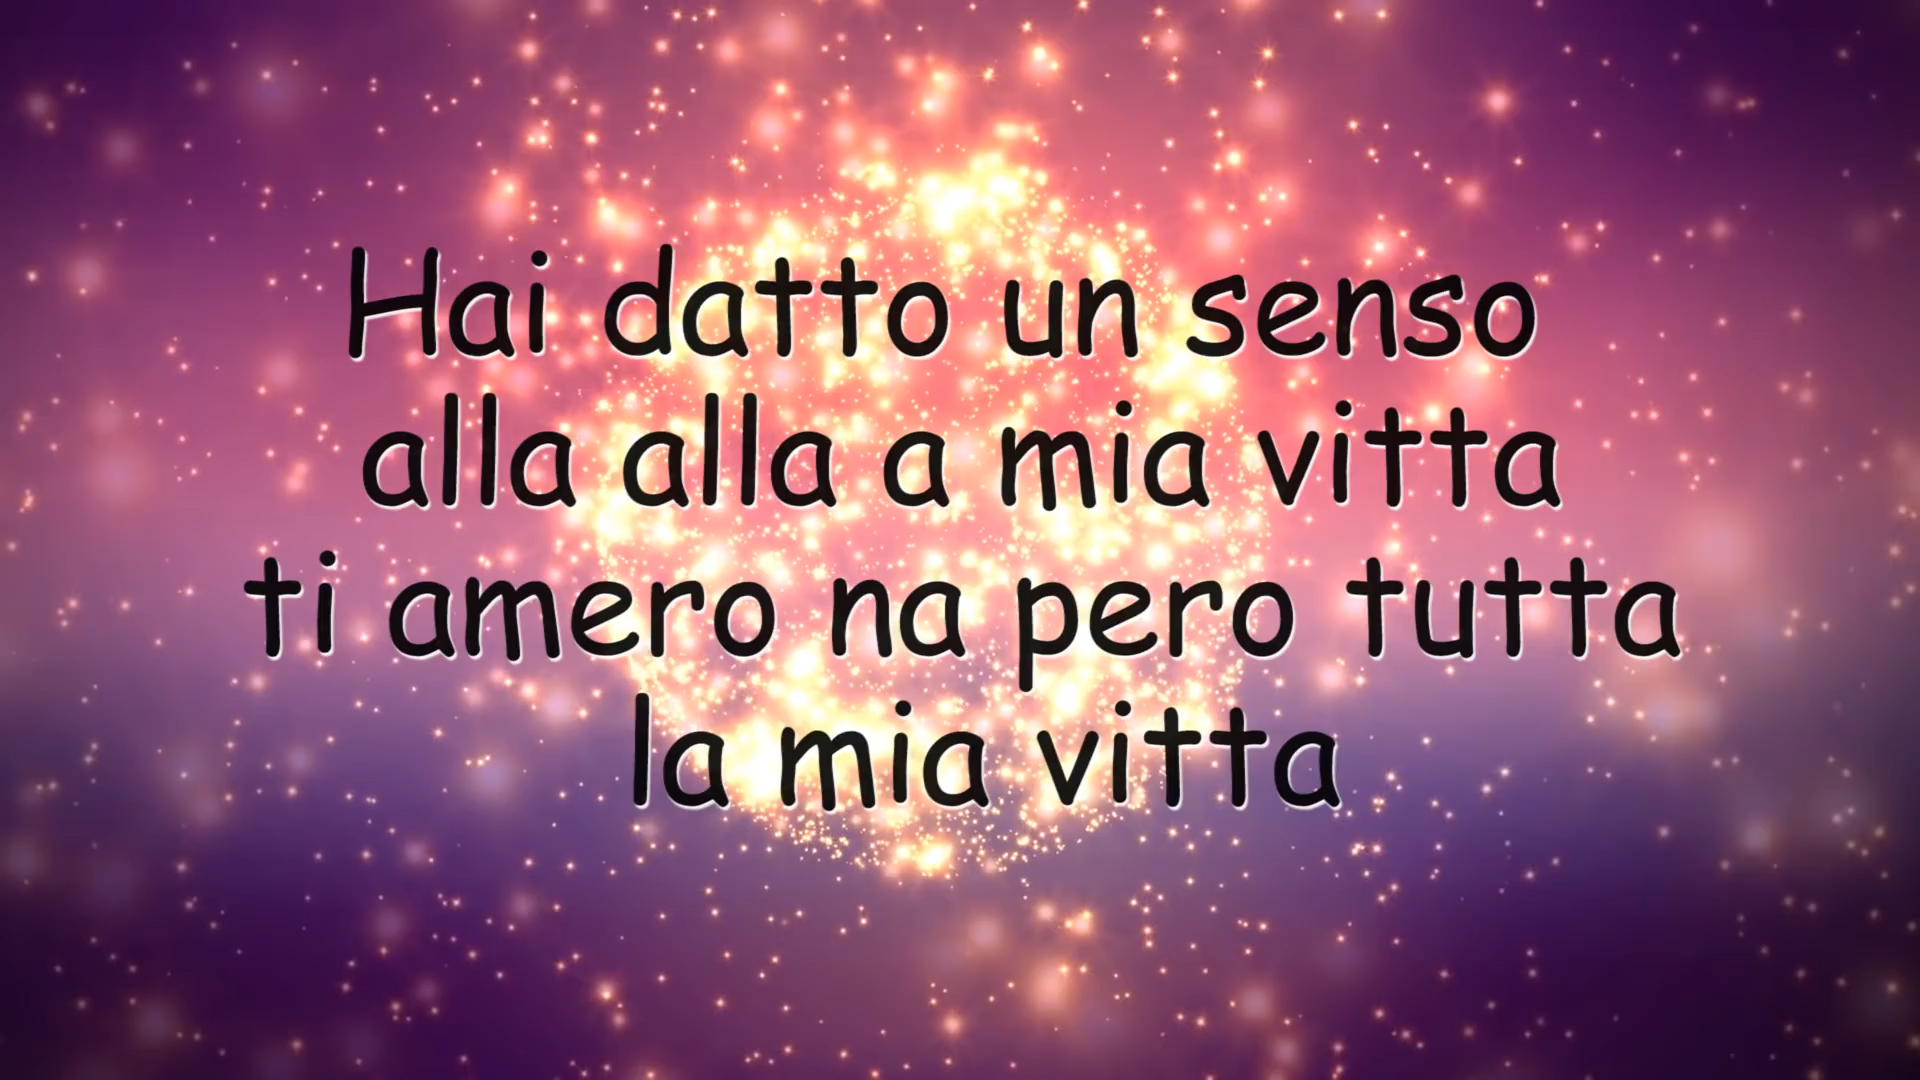 Hai datto un senso
alla alla a mia vitta
ti amero na pero tutta
la mia vitta